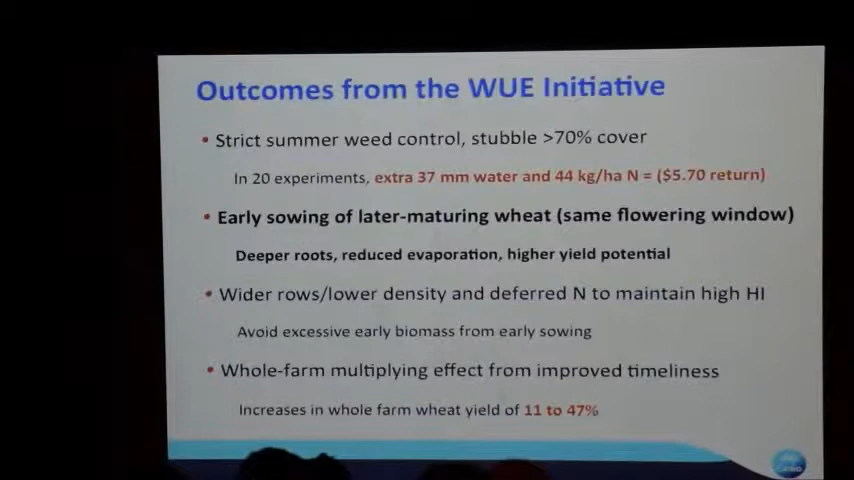 Outcomes from the WUE Initiative
• Strict summer weed control, stubble >70% cover
In 20 experiments, extra 37 mm water and 44 kg/ha N = ($5.70 return)
• Early sowing of later-maturing wheat (same flowering window)
Deeper roots, reduced evaporation, higher yield potential
• Wider rows/lower density and deferred N to maintain high HI
Avoid excessive early biomass from early sowing
• Whole-farm multiplying effect from improved timeliness
Increases in whole farm wheat yield of 11 to 47%